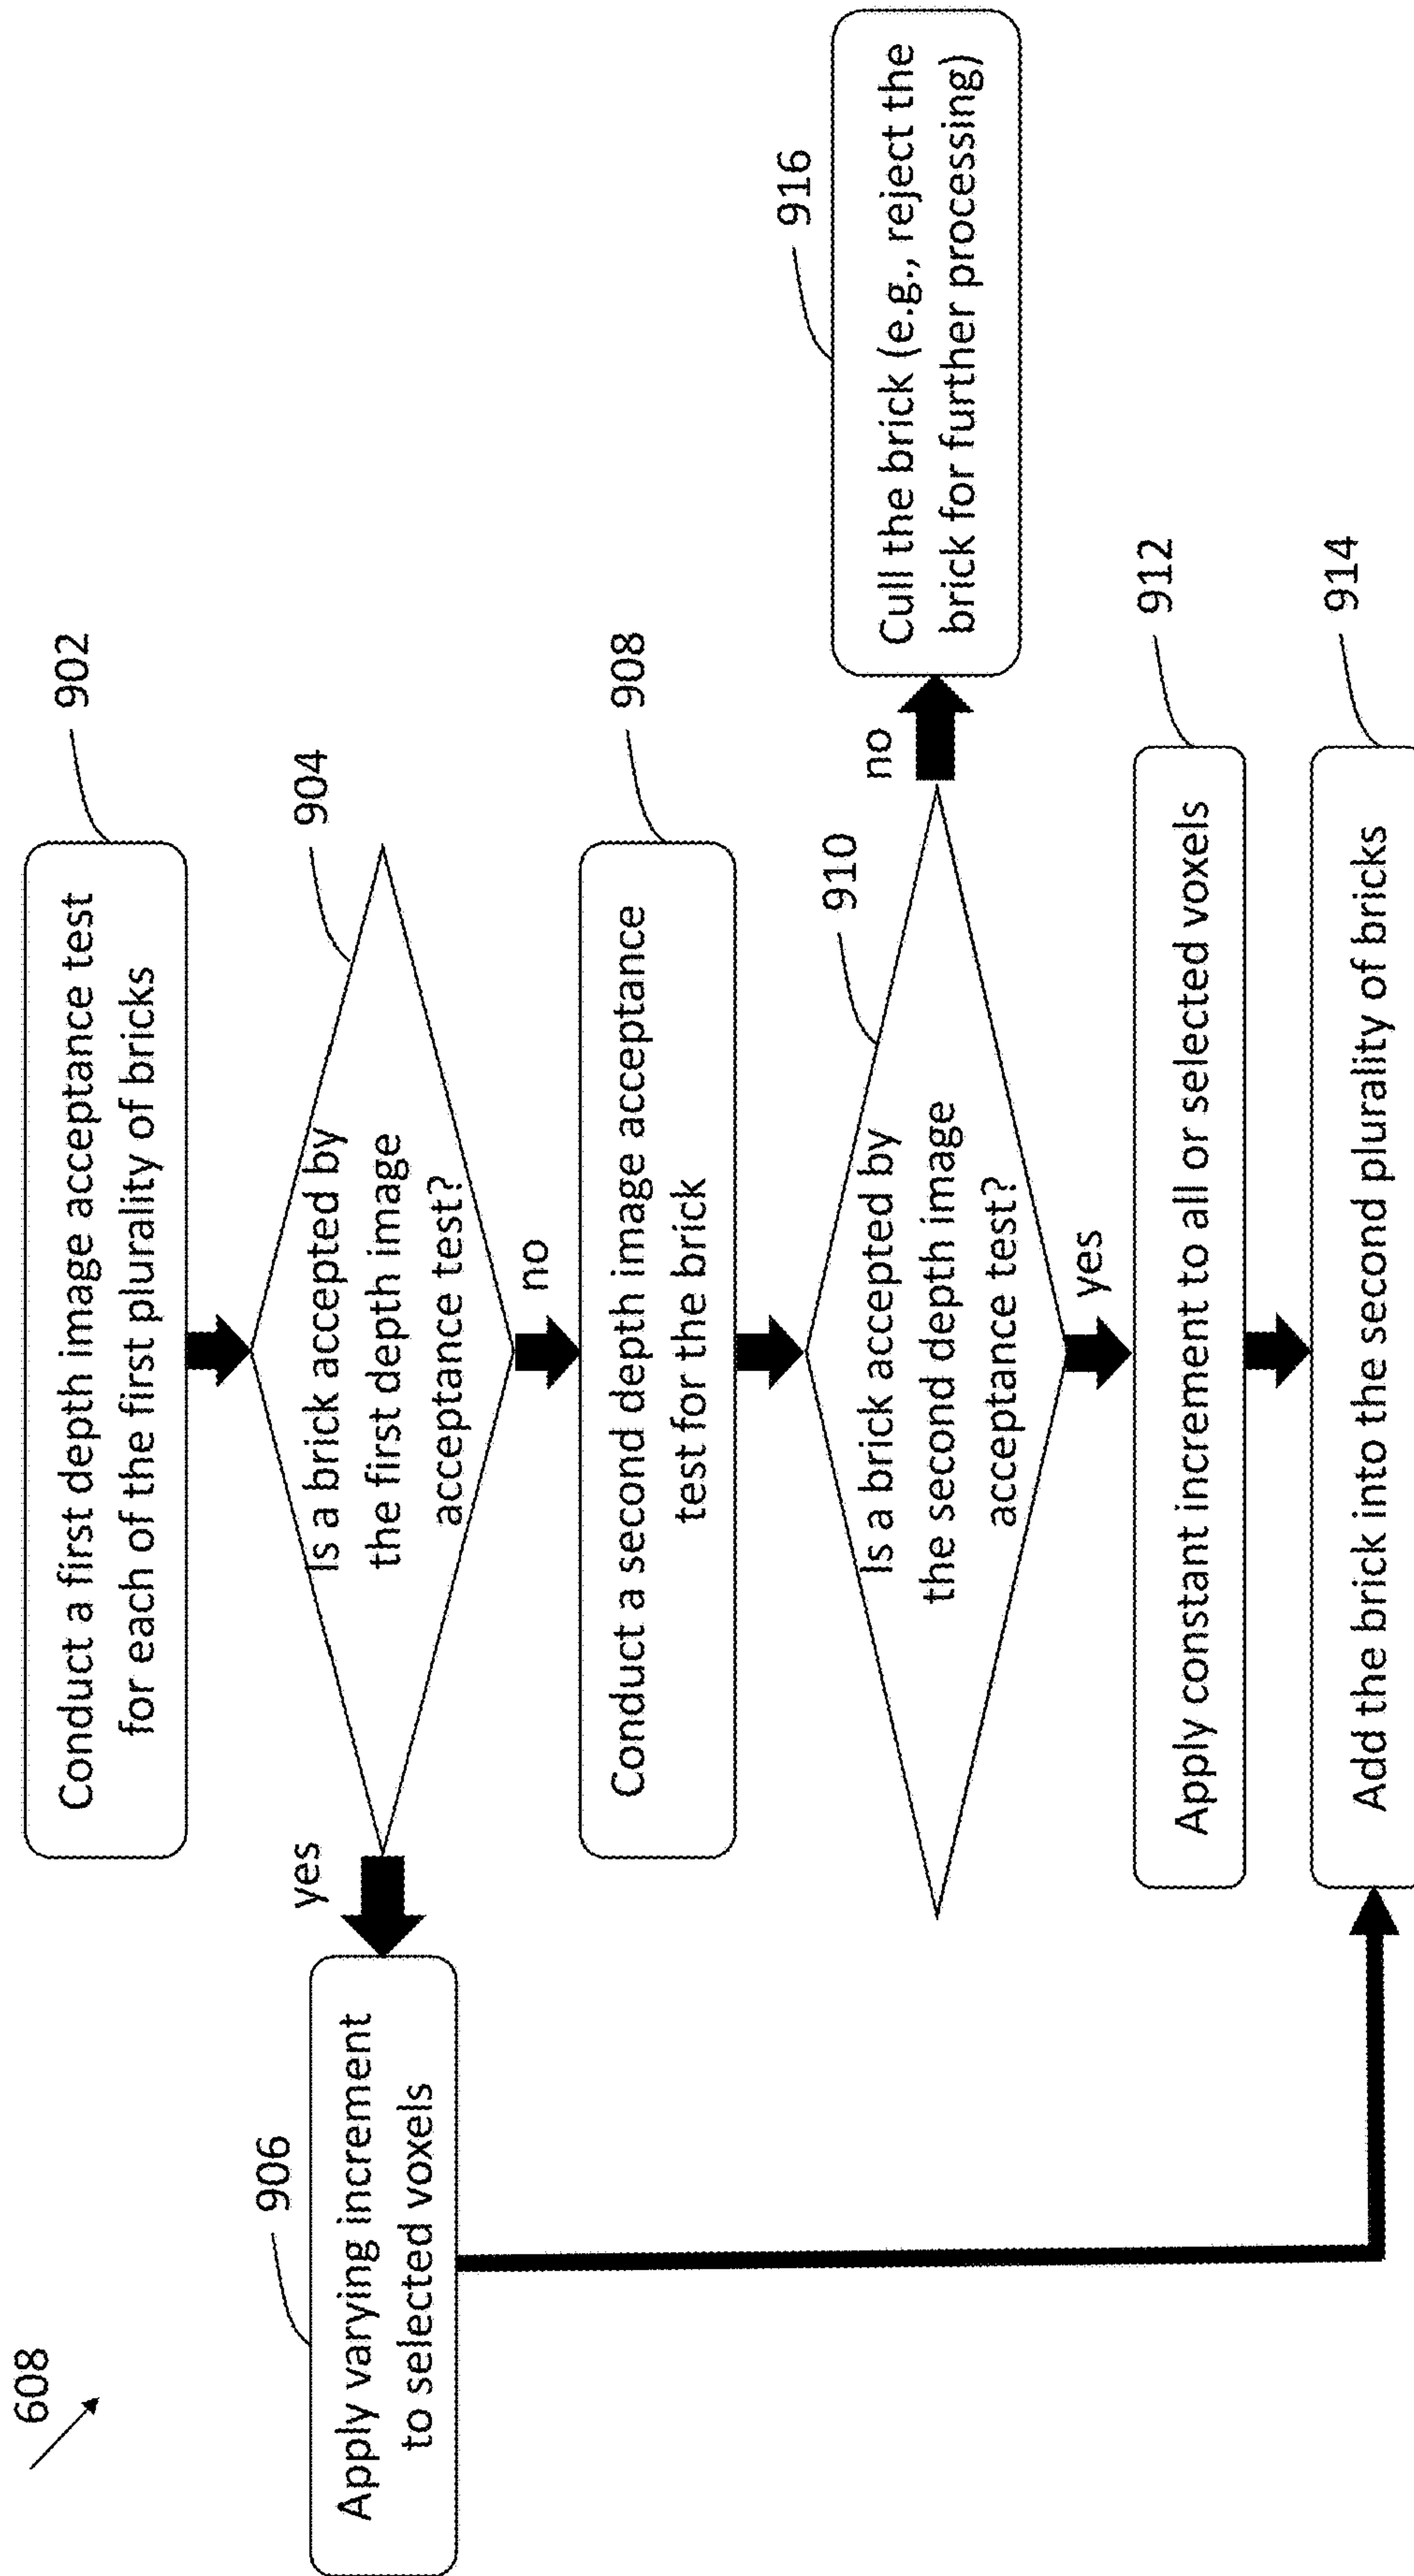 608
902
Conduct a first depth image acceptance test
for each of the first plurality of bricks
904
Is a brick accepted by
the first depth image
acceptance test?
yes
906
Apply varying increment
to selected voxels
no
908
Conduct a second depth image acceptance
test for the brick
910
Is a brick accepted by
the second depth image
acceptance test?
no
916
Cull the brick (e.g., reject the
brick for further processing)
yes
912
Apply constant increment to all or selected voxels
914
Add the brick into the second plurality of bricks